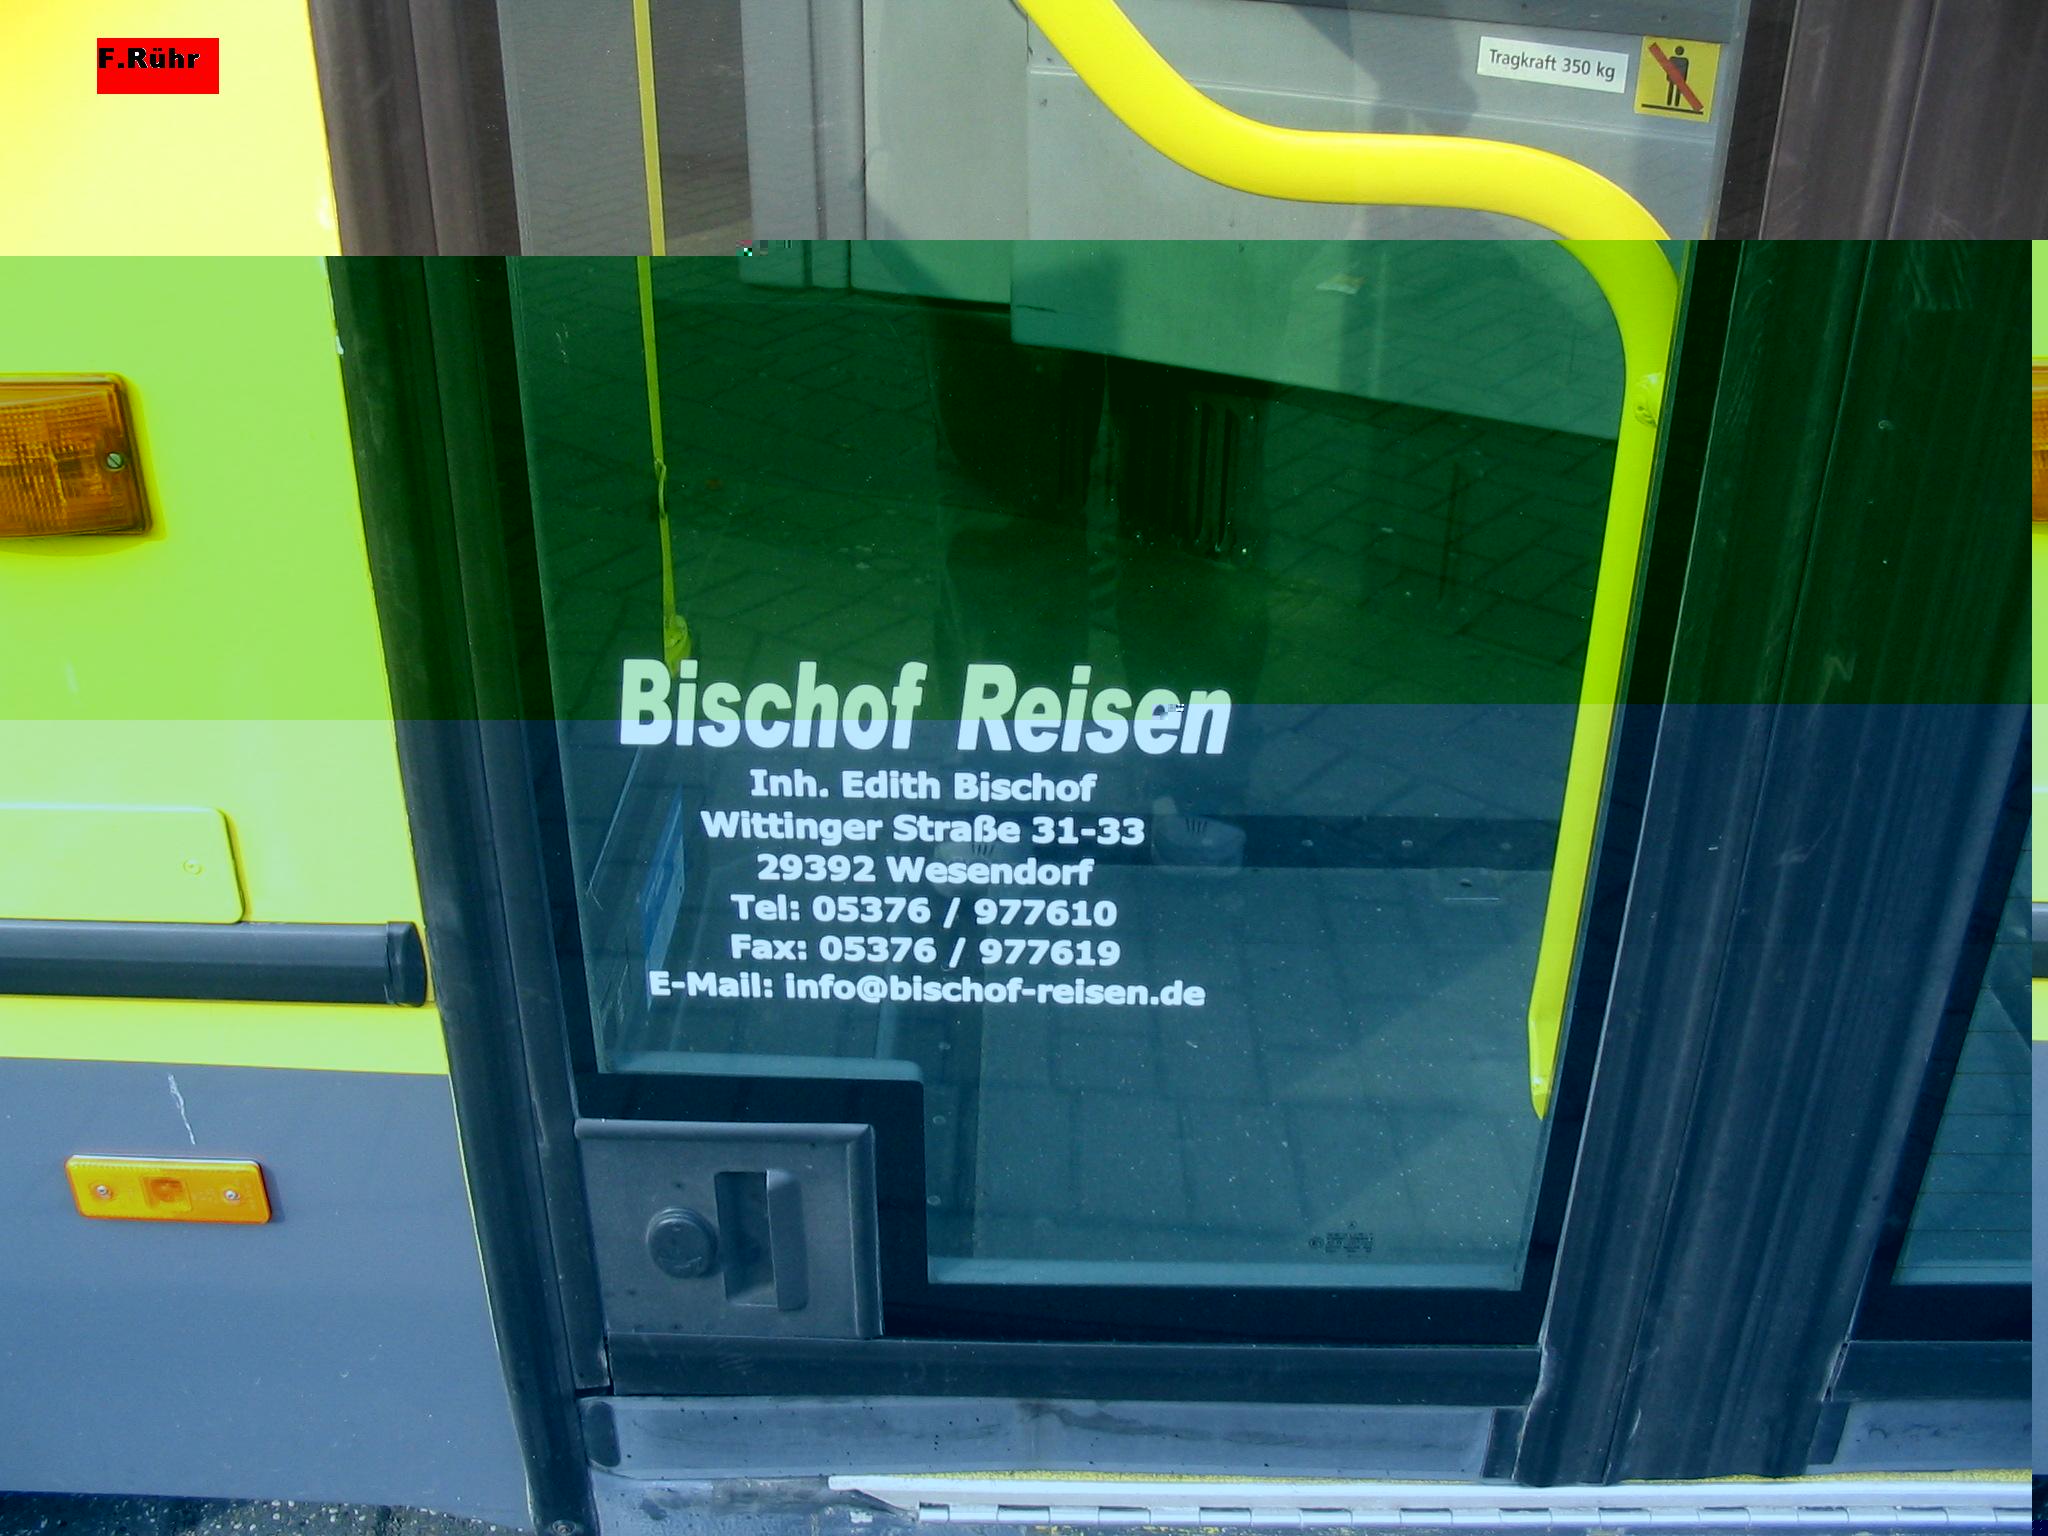 F.Rühr
Tragkraft 350 kg
Bischof Reisen
Inh. Edith Bischof
Wittinger Straße 31-33
29392 Wesendorf
Tel: 05376 / 977610
Fax: 05376 / 977619
E-Mail: info@bischof-reisen.de